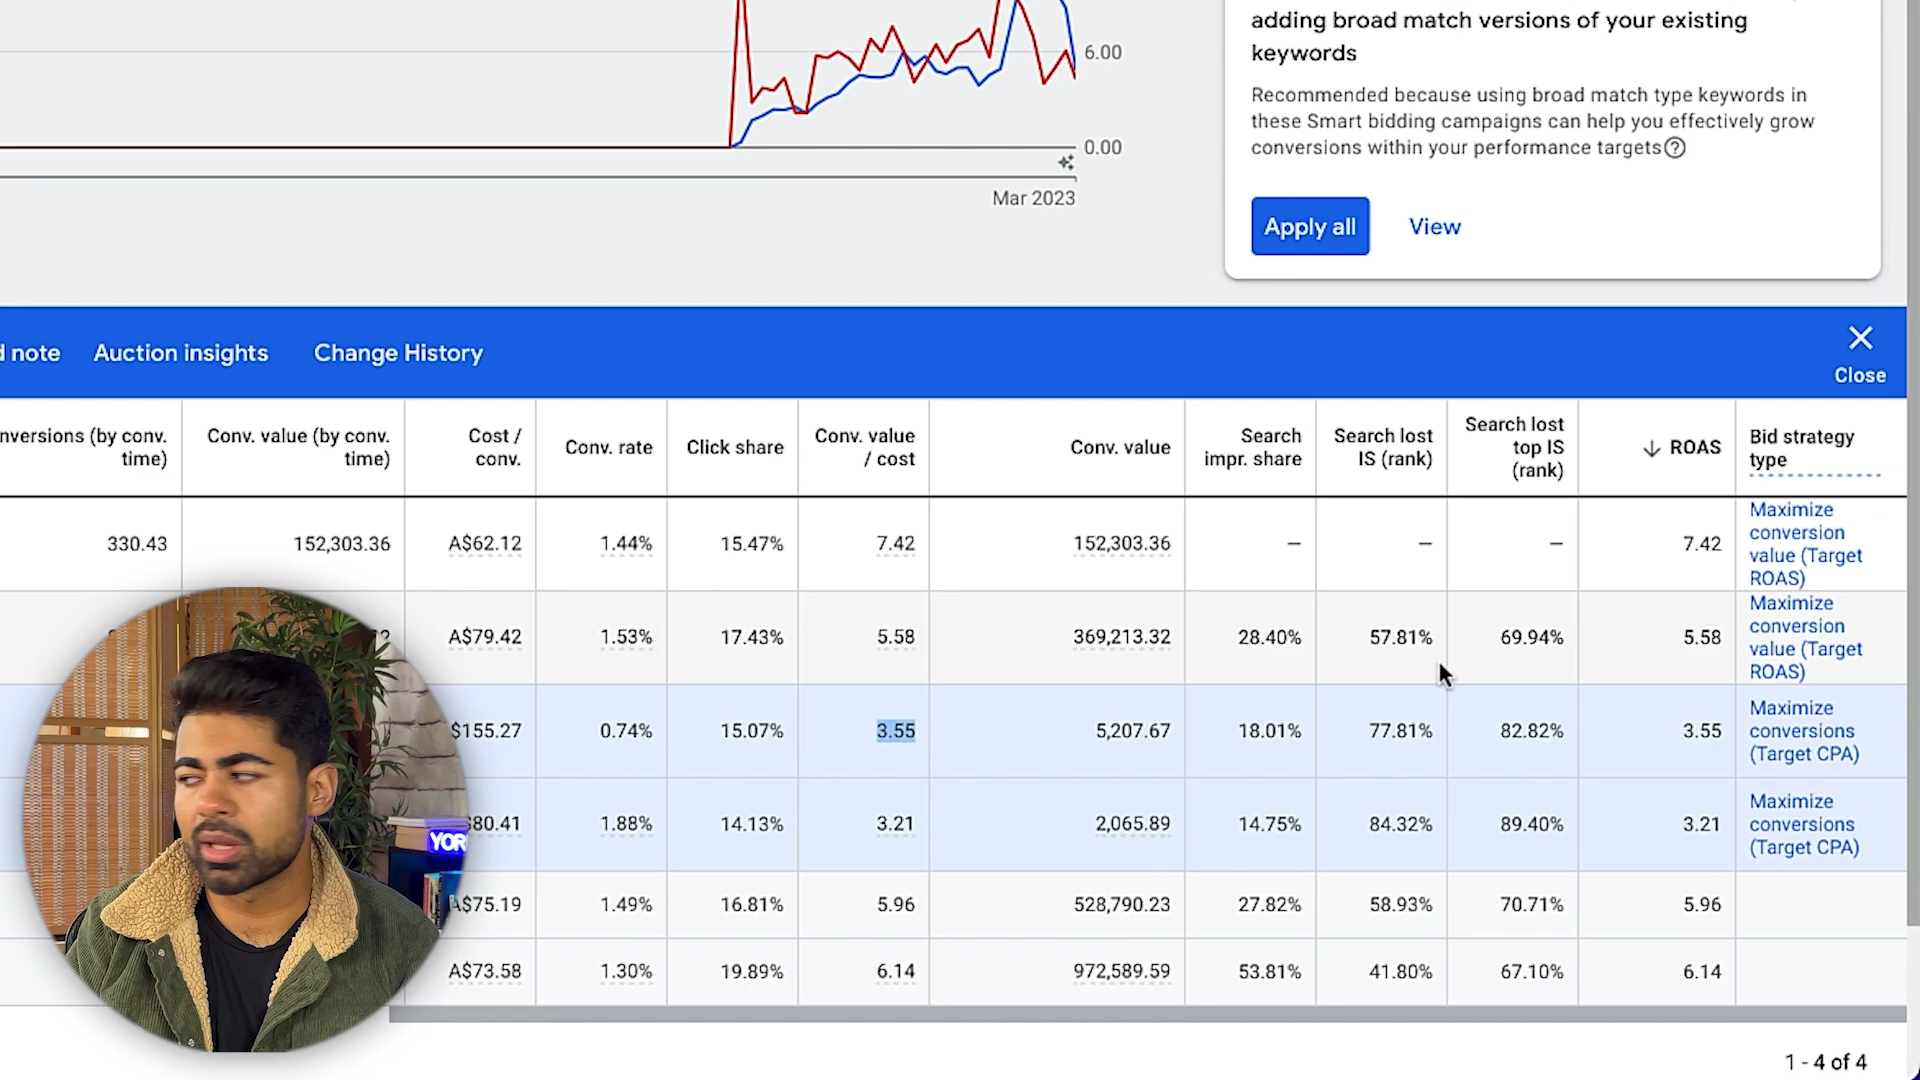 adding broad match versions of your existing
keywords
Recommended because using broad match type keywords in
these Smart bidding campaigns can help you effectively grow
conversions within your performance targets
Apply all View
6.00
0.00
Mar 2023
d note Auction insights Change History
Close
nversions (by conv. time) Conv. value (by conv. time) Cost / conv. Conv. rate Click share Conv. value / cost Conv. value Search impr. share Search lost IS (rank) Search lost top IS (rank) ROAS Bid strategy type
330.43 152,303.36 A$62.12 1.44% 15.47% 7.42 152,303.36 — — — 7.42 Maximize conversion value (Target ROAS)
A$79.42 1.53% 17.43% 5.58 369,213.32 28.40% 57.81% 69.94% 5.58 Maximize conversion value (Target ROAS)
$155.27 0.74% 15.07% 3.55 5,207.67 18.01% 77.81% 82.82% 3.55 Maximize conversions (Target CPA)
$80.41 1.88% 14.13% 3.21 2,065.89 14.75% 84.32% 89.40% 3.21 Maximize conversions (Target CPA)
A$75.19 1.49% 16.81% 5.96 528,790.23 27.82% 58.93% 70.71% 5.96
A$73.58 1.30% 19.89% 6.14 972,589.59 53.81% 41.80% 67.10% 6.14
YOR
1 - 4 of 4